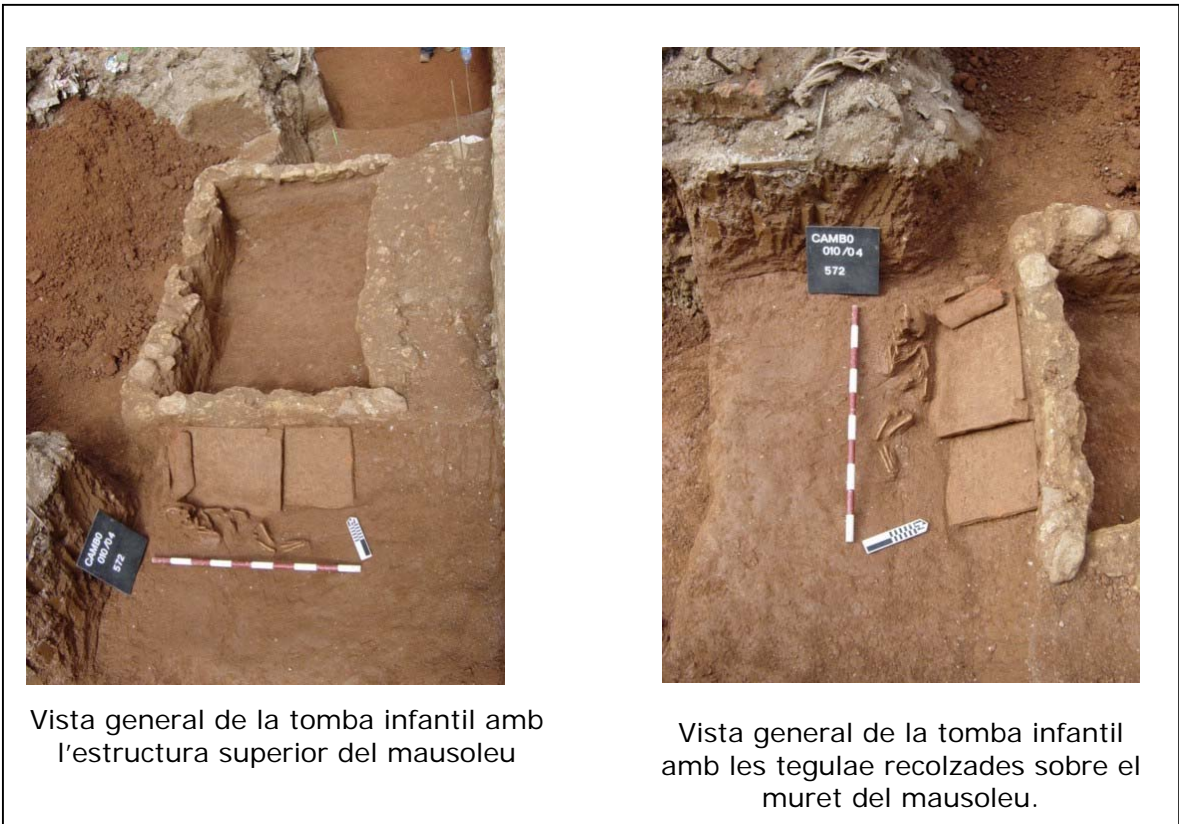 CAMBO
010/04
572
CAMBO
010/04
572
Vista general de la tomba infantil amb
l'estructura superior del mausoleu
Vista general de la tomba infantil
amb les tegulae recolzades sobre el
muret del mausoleu.